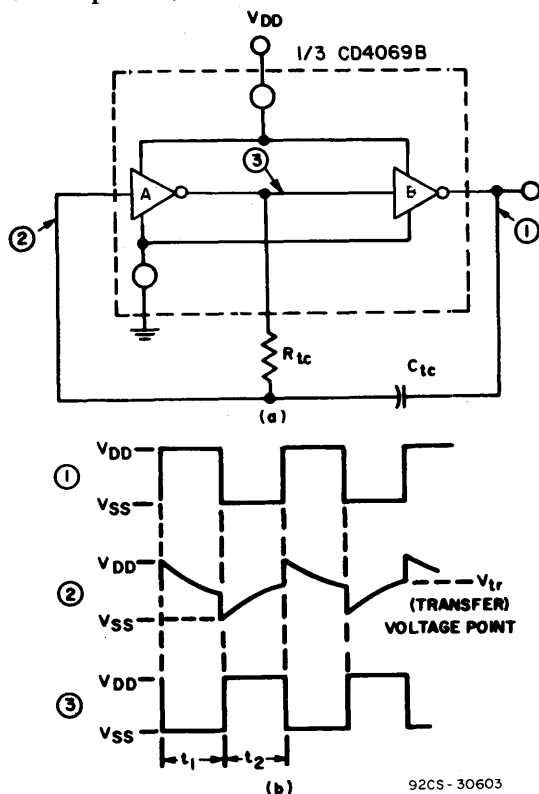 VDD
1/3 CD4069B
3
A
B
2
1
Rtc
Ctc
(a)
1
VDD
VSS
2
VDD
VSS
Vtr
(TRANSFER)
VOLTAGE POINT
3
VDD
VSS
t1
t2
(b)
92CS-30603